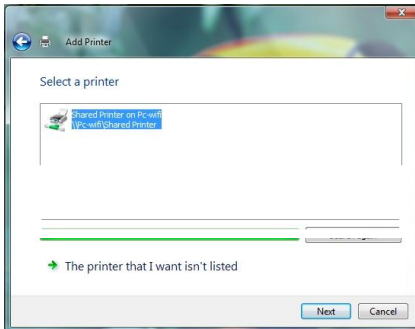 Add Printer
Select a printer
Shared Printer on Pc-wifi
\\Pc-wifi\Shared Printer
The printer that I want isn't listed
Next
Cancel